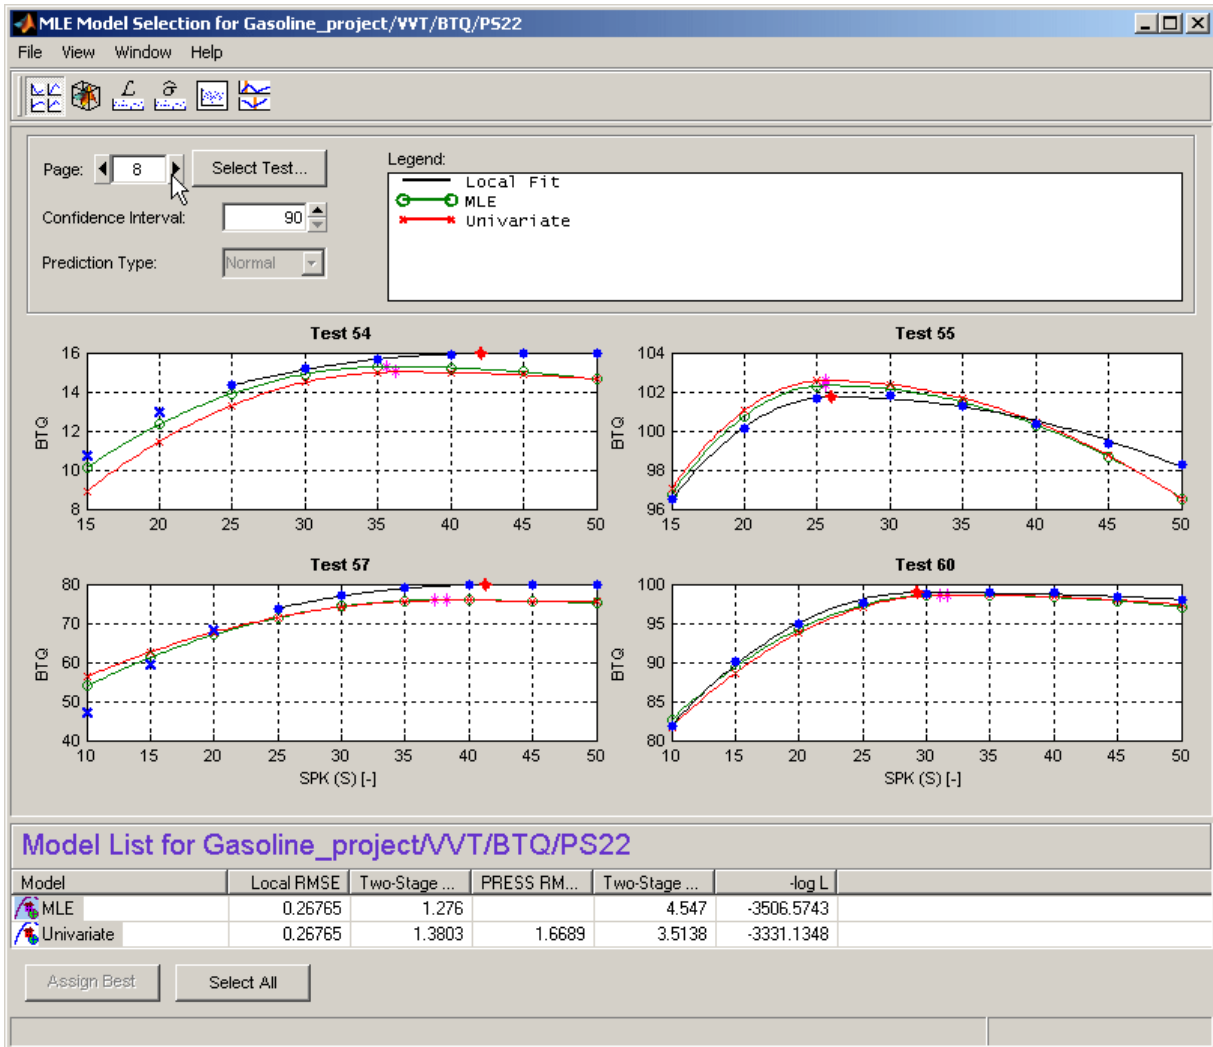 MLE Model Selection for Gasoline_project/VVT/BTQ/PS22
File View Window Help
Page: 8 Select Test...
Confidence Interval: 90
Prediction Type: Normal
Legend:
Local Fit
MLE
Univariate
Test 54
BTQ
16
14
12
10
8
15 20 25 30 35 40 45 50
Test 55
BTQ
104
102
100
98
96
15 20 25 30 35 40 45 50
Test 57
BTQ
80
70
60
50
40
10 15 20 25 30 35 40 45 50
SPK (S) [-]
Test 60
BTQ
100
95
90
85
80
10 15 20 25 30 35 40 45 50
SPK (S) [-]
Model List for Gasoline_project/VVT/BTQ/PS22
Model Local RMSE Two-Stage ... PRESS RM... Two-Stage ... -log L
MLE 0.26765 1.276 4.547 -3506.5743
Univariate 0.26765 1.3803 1.6689 3.5138 -3331.1348
Assign Best Select All